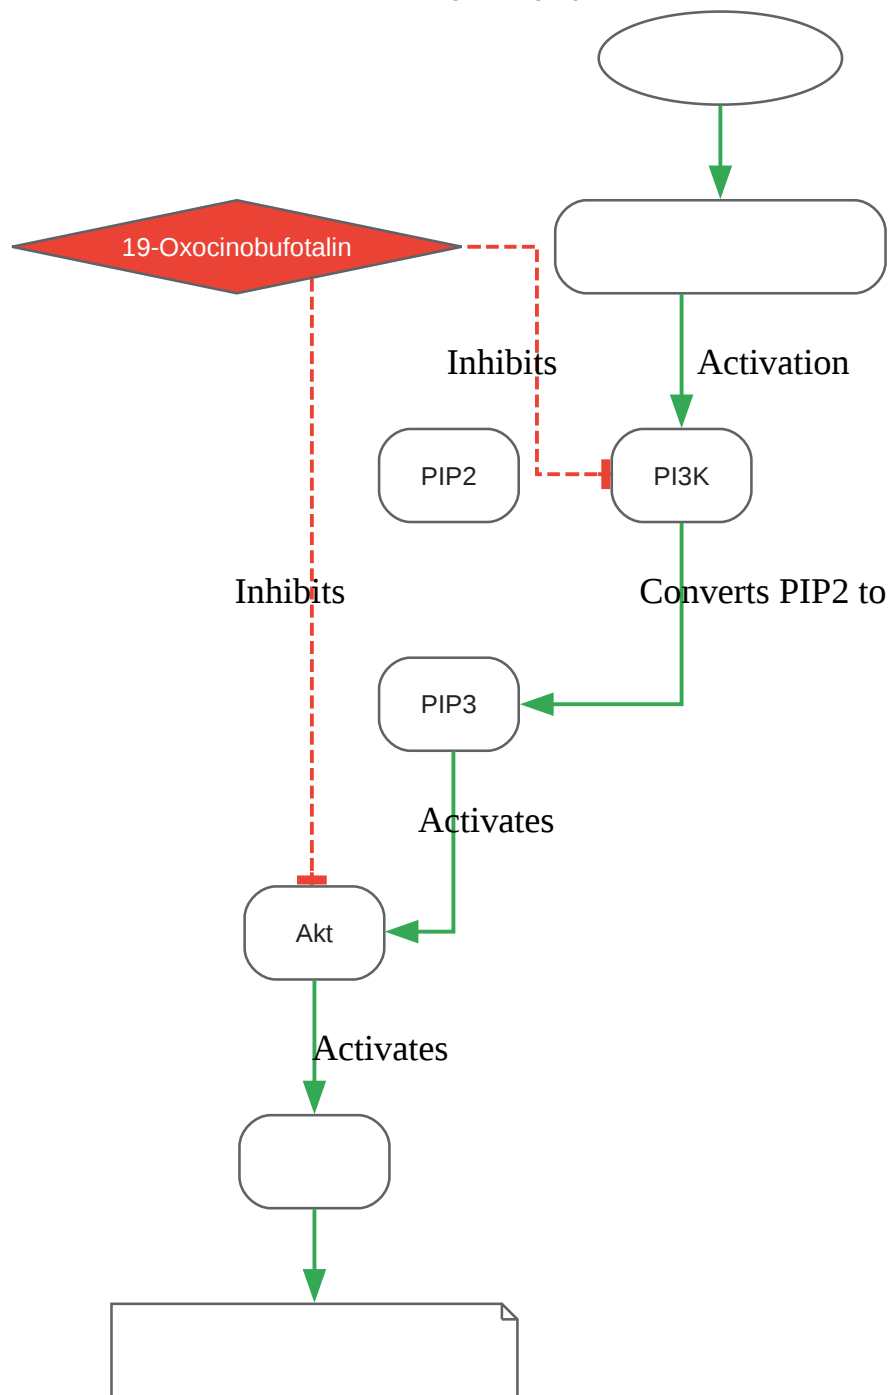 19-Oxocinobufotalin
Inhibits
Activation
PIP2
PI3K
Inhibits
Converts PIP2 to
PIP3
Activates
Akt
Activates